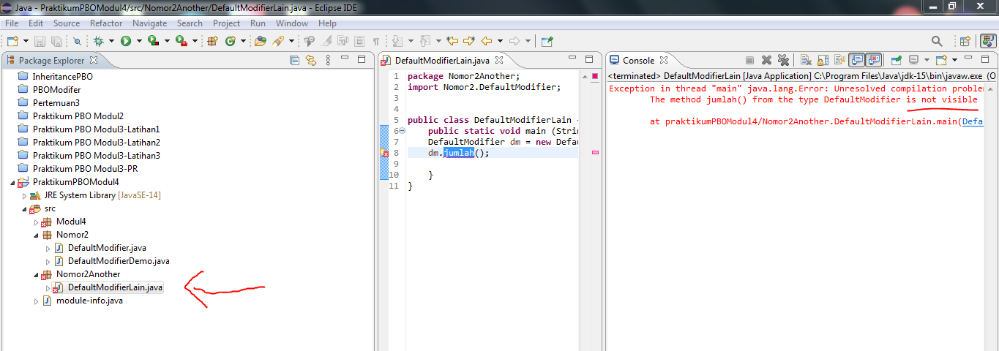 Java - PraktikumPBOModul4/src/Nomor2Another/DefaultModifierLain.java - Eclipse IDE
File Edit Source Refactor Navigate Search Project Run Window Help
Package Explorer
InheritancePBO
PBOModifer
Pertemuan3
Praktikum PBO Modul2
Praktikum PBO Modul3-Latihan1
Praktikum PBO Modul3-Latihan2
Praktikum PBO Modul3-Latihan3
Praktikum PBO Modul3-PR
PraktikumPBOModul4
JRE System Library [JavaSE-14]
src
Modul4
Nomor2
DefaultModifier.java
DefaultModifierDemo.java
Nomor2Another
DefaultModifierLain.java
module-info.java
DefaultModifierLain.java
1 package Nomor2Another;
2 import Nomor2.DefaultModifier;
3
4
5 public class DefaultModifierLain {
6 public static void main (Strin
7 DefaultModifier dm = new Defau
8 dm.jumlah();
9
10 }
11 }
Console
<terminated> DefaultModifierLain [Java Application] C:\Program Files\Java\jdk-15\bin\javaw.exe (O
Exception in thread "main" java.lang.Error: Unresolved compilation proble
The method jumlah() from the type DefaultModifier is not visible
at praktikumPBOModul4/Nomor2Another.DefaultModifierLain.main(Defa